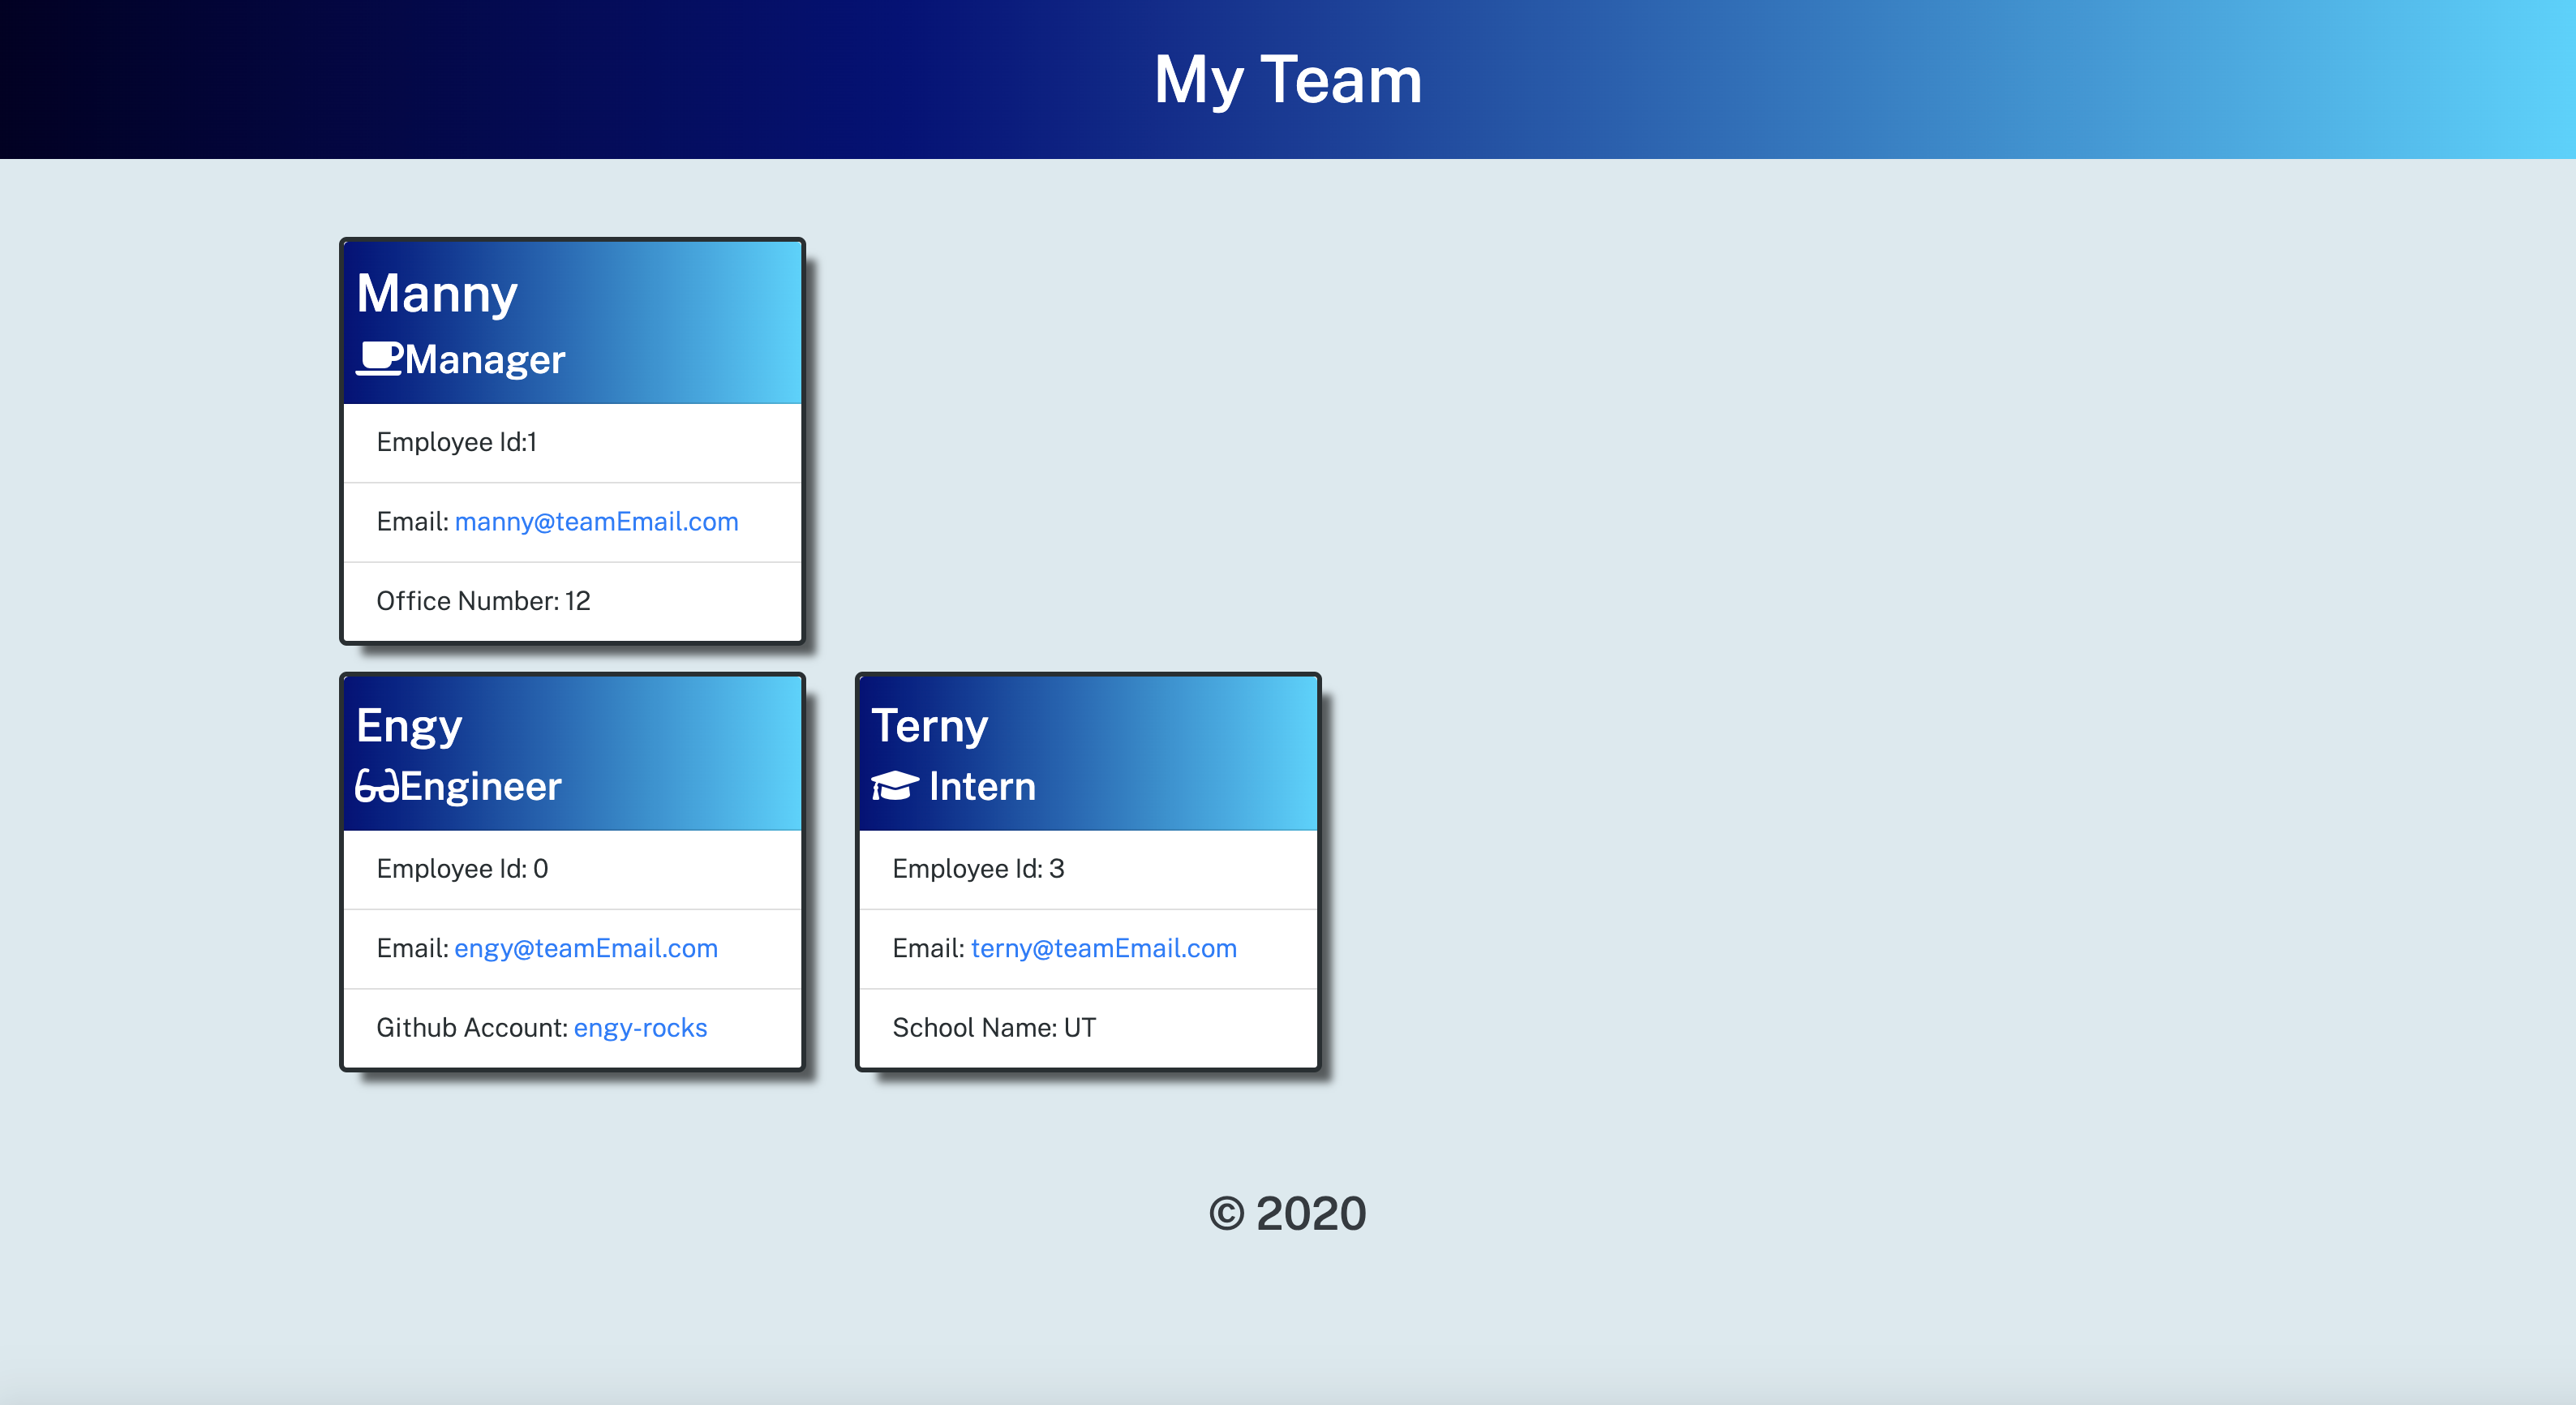 My Team
Manny
Manager
Employee Id:1
Email: manny@teamEmail.com
Office Number: 12
Engy
Engineer
Employee Id: 0
Email: engy@teamEmail.com
Github Account: engy-rocks
Terny
Intern
Employee Id: 3
Email: terny@teamEmail.com
School Name: UT
© 2020